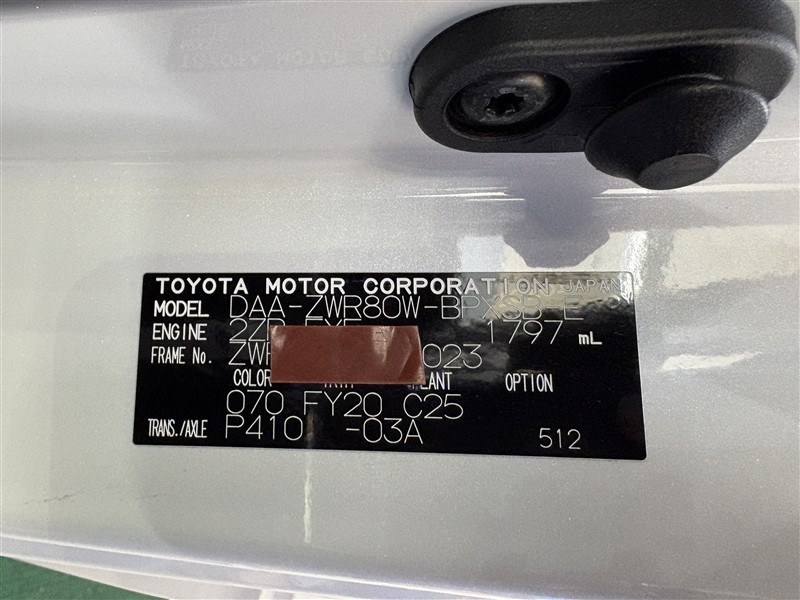 TOYOTA MOTOR CORPORATION JAPAN
MODEL DAA-ZWR80W-BPXSB-E
ENGINE 1797 mL
FRAME No. 023
COLOR OPTION
070 FY20 C25
TRANS./AXLE P410 -03A 512